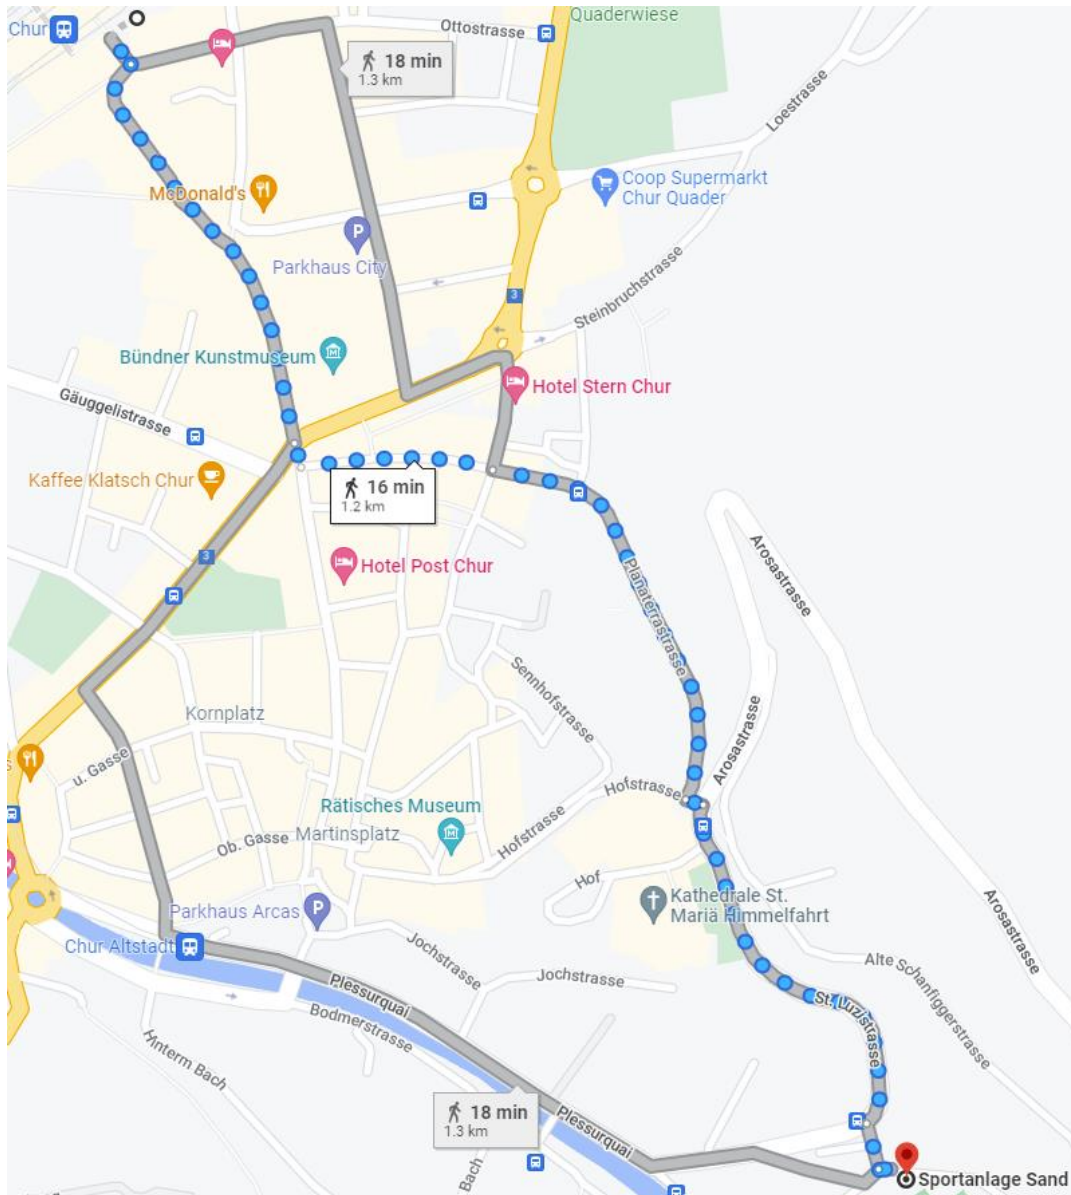 Chur
Ottostrasse
Quaderwiese
18 min
1.3 km
Loestrasse
McDonald's
Coop Supermarkt
Chur Quader
P
Parkhaus City
3
Steinbruchstrasse
Bündner Kunstmuseum
Hotel Stern Chur
Gäuggelistrasse
Kaffee Klatsch Chur
16 min
1.2 km
3
Hotel Post Chur
Arosastrasse
Planaterrastrasse
Sennhofstrasse
Kornplatz
Arosastrasse
s
u. Gasse
Hofstrasse
Rätisches Museum
Martinsplatz
Ob. Gasse
Hofstrasse
Hof
Kathedrale St.
Mariä Himmelfahrt
Parkhaus Arcas
P
Arosastrasse
Chur Altstadt
Jochstrasse
Jochstrasse
Alte Schanfiggerstrasse
Plessurquai
St. Luzistrasse
Bodmerstrasse
Hinterm Bach
18 min
1.3 km
Plessurquai
Bach
Sportanlage Sand